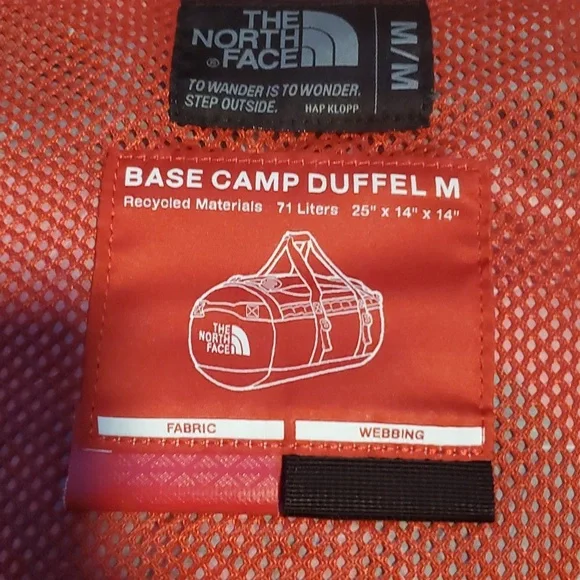 THE
NORTH
FACE
®
M/M
TO WANDER IS TO WONDER.
STEP OUTSIDE. HAP KLOPP
BASE CAMP DUFFEL M
Recycled Materials 71 Liters 25" x 14" x 14"
THE
NORTH
FACE
FABRIC WEBBING